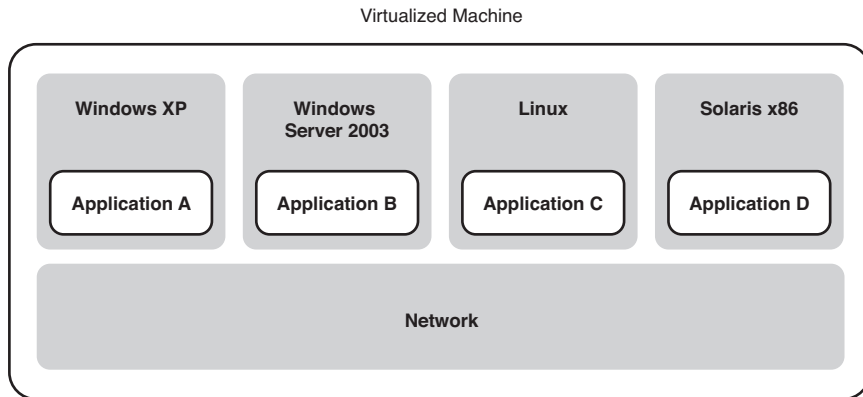 Virtualized Machine
Windows XP
Windows
Server 2003
Linux
Solaris x86
Application A
Application B
Application C
Application D
Network